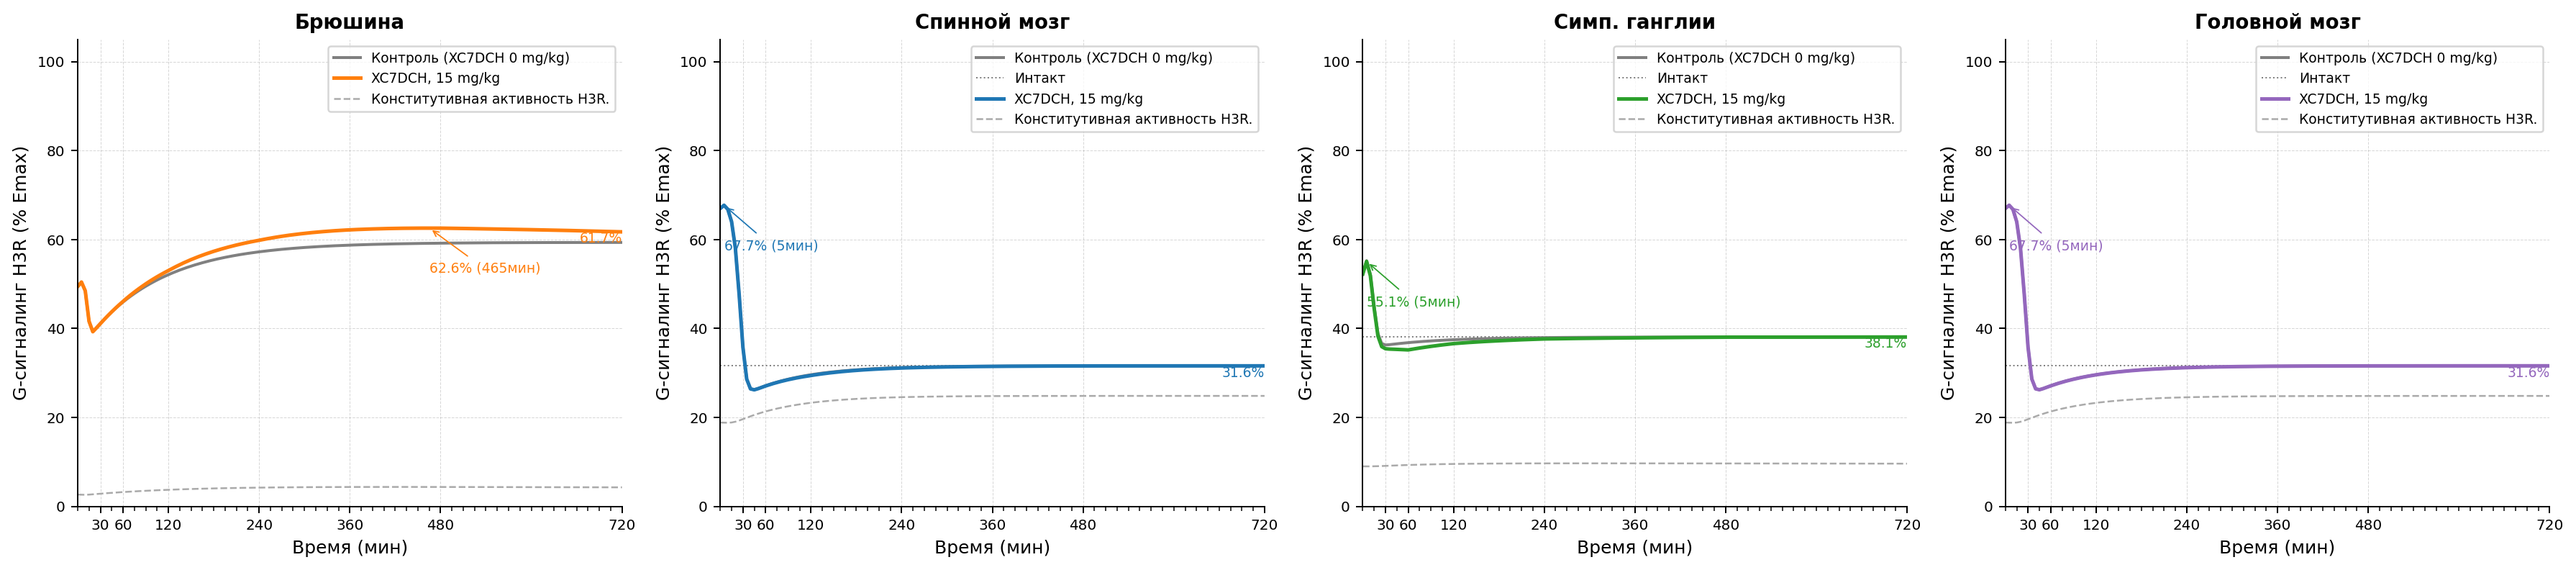 Брюшина
G-сигналинг H3R (% Emax)
100
80
60
40
20
0
Контроль (XC7DCH 0 mg/kg)
XC7DCH, 15 mg/kg
Конститутивная активность H3R.
61.7%
62.6% (465мин)
30 60 120 240 360 480 720
Время (мин)
Спинной мозг
G-сигналинг H3R (% Emax)
100
80
60
40
20
0
Контроль (XC7DCH 0 mg/kg)
Интакт
XC7DCH, 15 mg/kg
Конститутивная активность H3R.
67.7% (5мин)
31.6%
30 60 120 240 360 480 720
Время (мин)
Симп. ганглии
G-сигналинг H3R (% Emax)
100
80
60
40
20
0
Контроль (XC7DCH 0 mg/kg)
Интакт
XC7DCH, 15 mg/kg
Конститутивная активность H3R.
55.1% (5мин)
38.1%
30 60 120 240 360 480 720
Время (мин)
Головной мозг
G-сигналинг H3R (% Emax)
100
80
60
40
20
0
Контроль (XC7DCH 0 mg/kg)
Интакт
XC7DCH, 15 mg/kg
Конститутивная активность H3R.
67.7% (5мин)
31.6%
30 60 120 240 360 480 720
Время (мин)